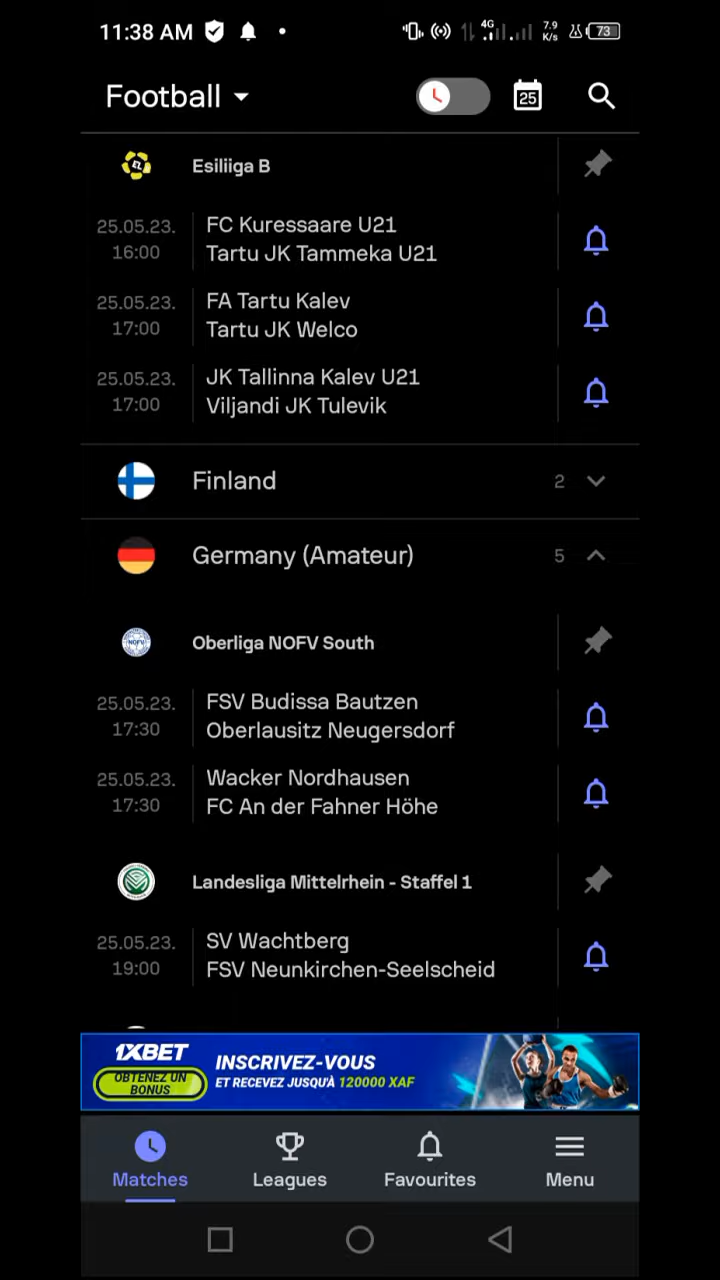 11:38 AM
4G
7.9
K/s
73
Football
25
EL
Esiliiga B
25.05.23.
16:00
FC Kuressaare U21
Tartu JK Tammeka U21
25.05.23.
17:00
FA Tartu Kalev
Tartu JK Welco
25.05.23.
17:00
JK Tallinna Kalev U21
Viljandi JK Tulevik
Finland
2
Germany (Amateur)
5
NOFV
Oberliga NOFV South
25.05.23.
17:30
FSV Budissa Bautzen
Oberlausitz Neugersdorf
25.05.23.
17:30
Wacker Nordhausen
FC An der Fahner Höhe
Landesliga Mittelrhein - Staffel 1
25.05.23.
19:00
SV Wachtberg
FSV Neunkirchen-Seelscheid
1XBET
OBTENEZ UN
BONUS
INSCRIVEZ-VOUS
ET RECEVEZ JUSQU'À 120000 XAF
Matches
Leagues
Favourites
Menu